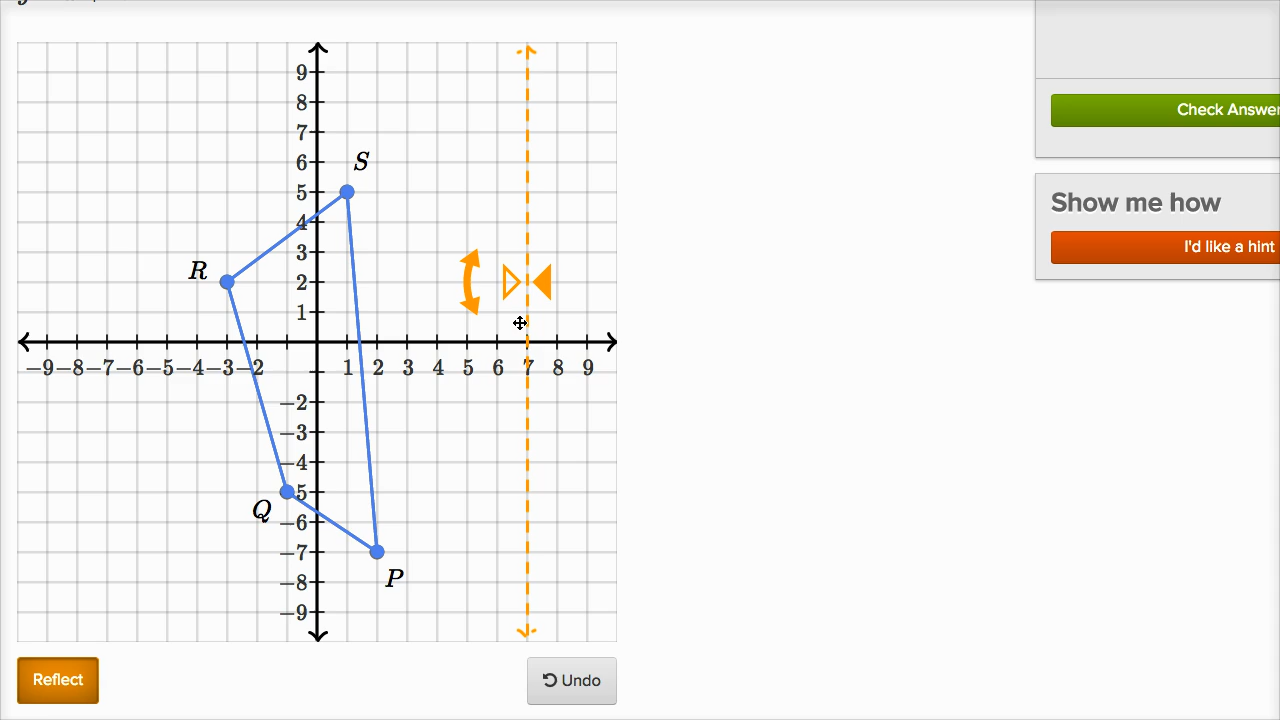 9
8
7
6
S
5
4
3
R
2
1
−9 −8 −7 −6 −5 −4 −3 −2 1 2 3 4 5 6 7 8 9
−2
−3
−4
−5
Q
−6
−7
P
−8
−9
Reflect
Undo
Check Answer
Show me how
I'd like a hint